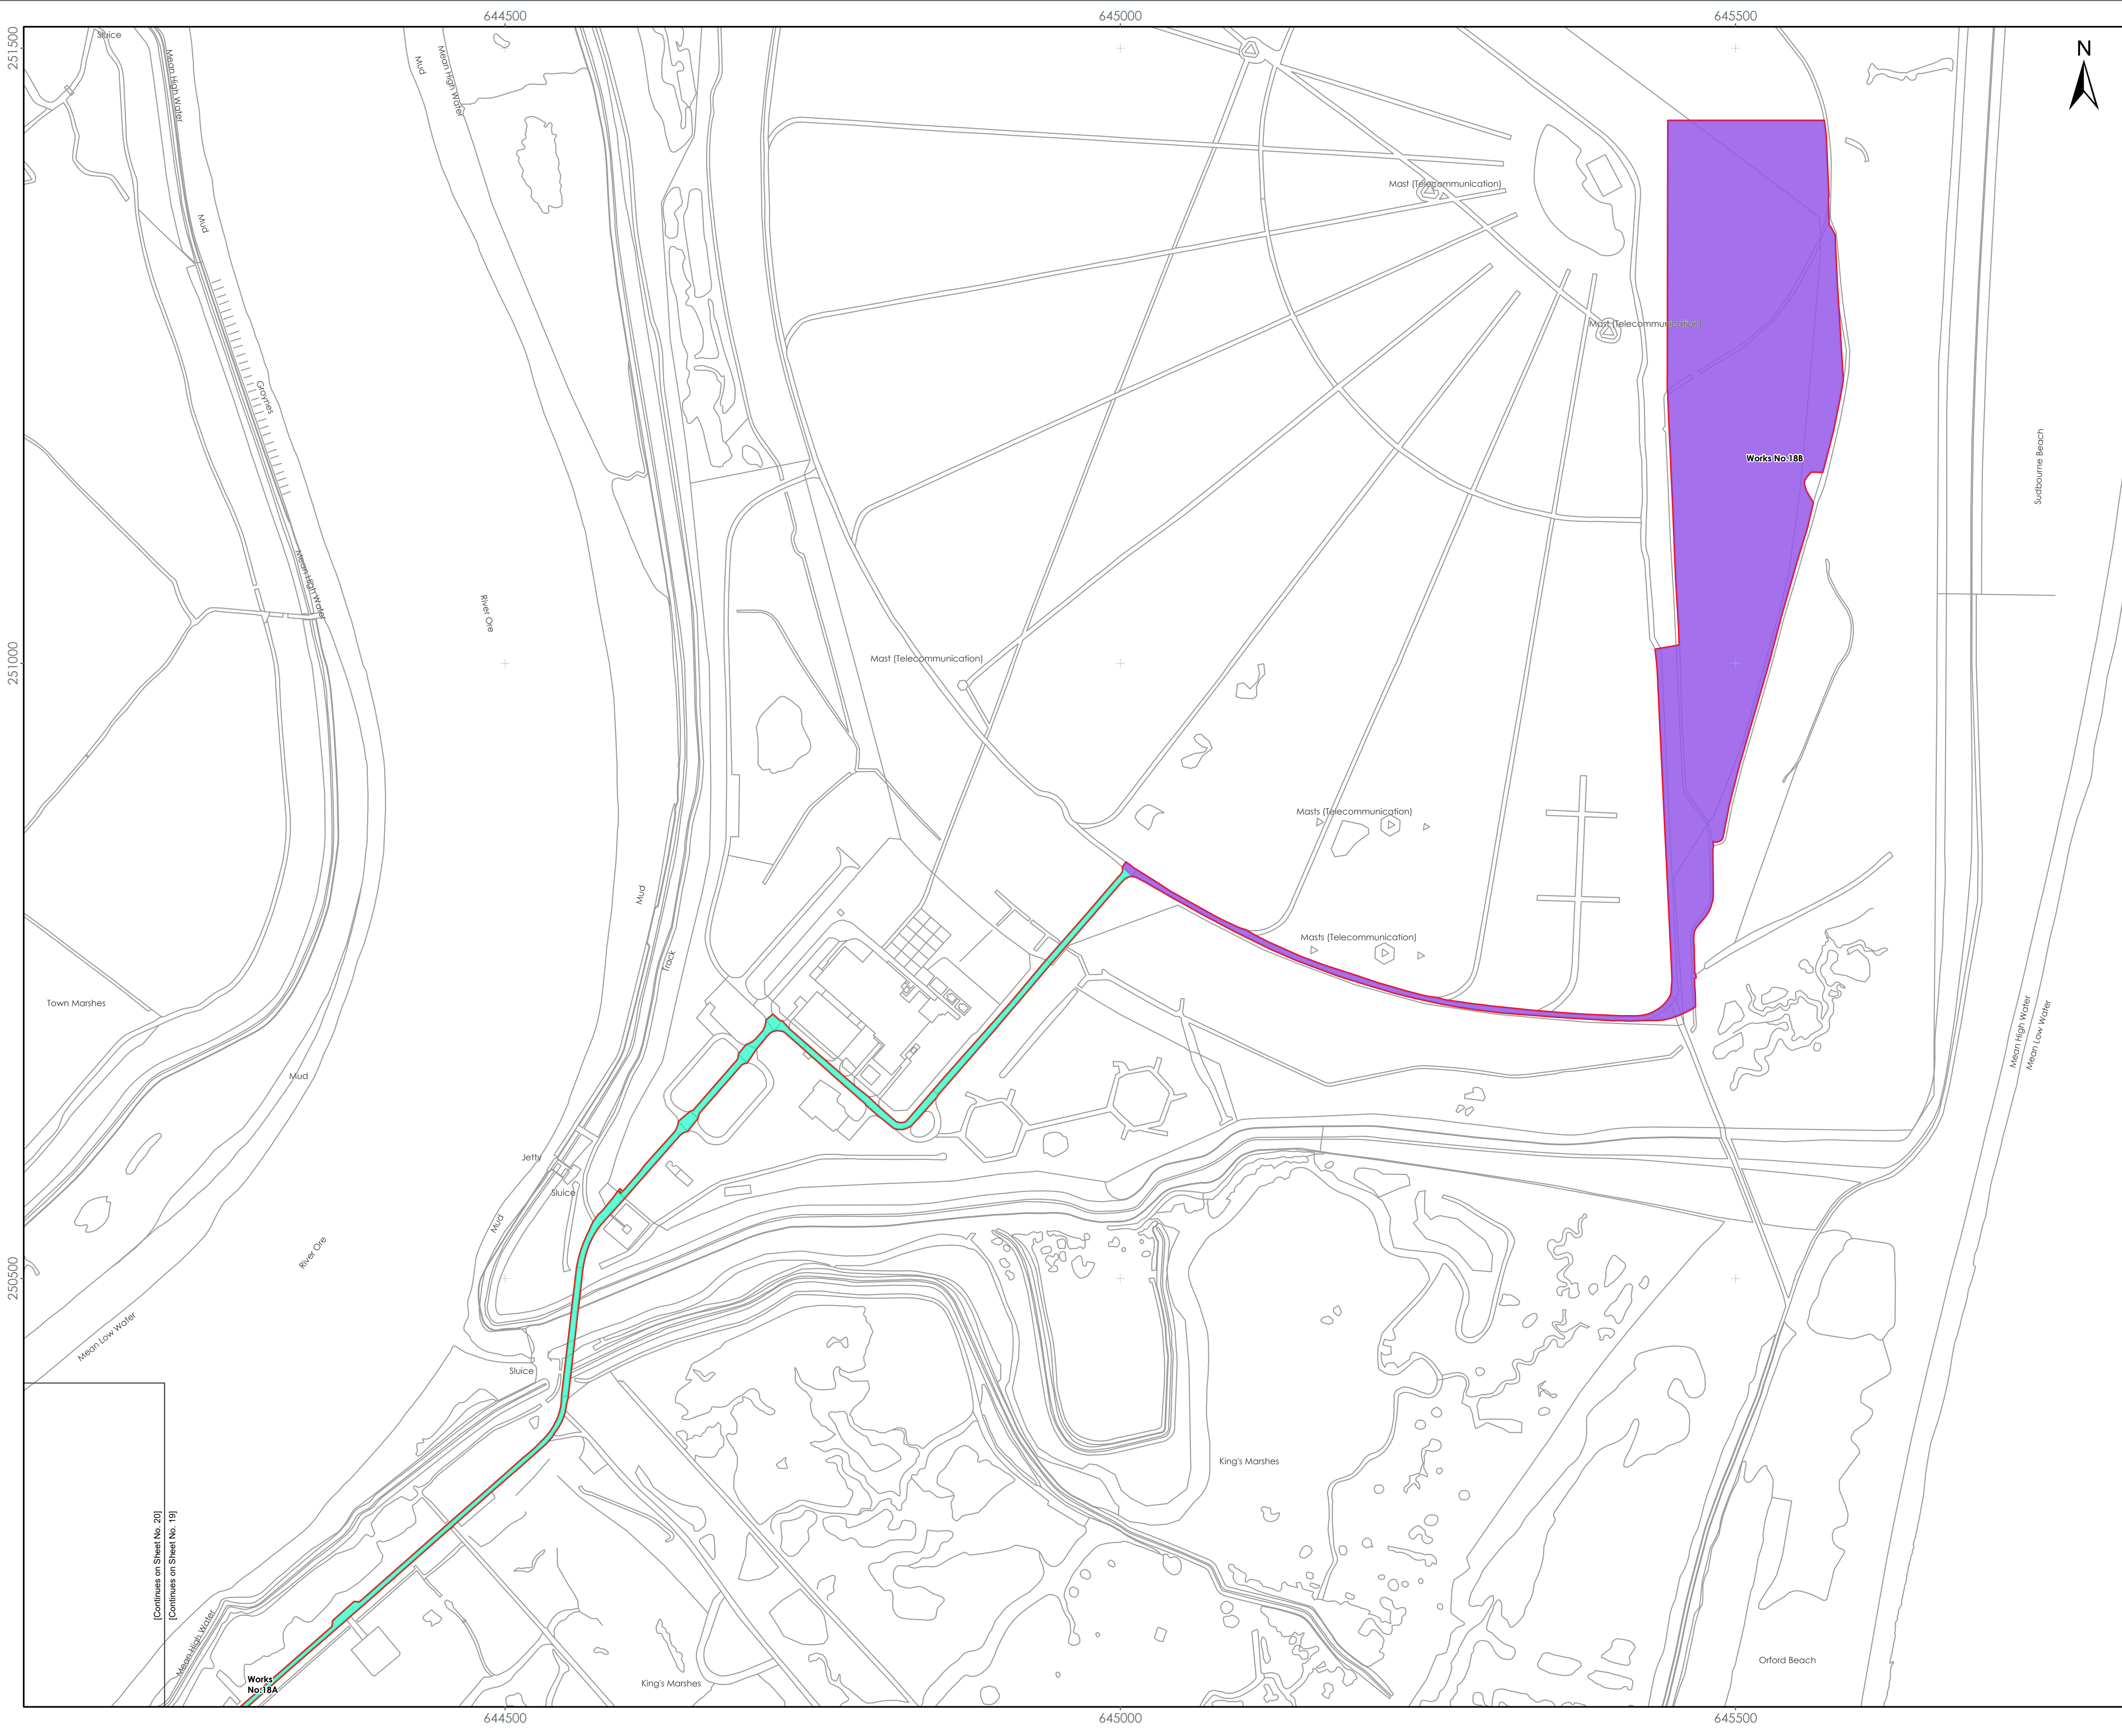 644500
645000
645500
251500
Sluice
N
Mud
Mean High Water
Mean High Water
Mast (Telecommunication)
Mud
Mast (Telecommunication)
Groynes
Works No.18B
Sudbourne Beach
Mean High Water
River Ore
251000
Mast (Telecommunication)
Masts (Telecommunication)
Mud
Masts (Telecommunication)
Track
Town Marshes
Mean High Water
Mean Low Water
Mud
Jetty
Sluice
Mud
River Ore
250500
Mean Low Water
Sluice
King's Marshes
[Continues on Sheet No. 20]
[Continues on Sheet No. 19]
Mean High Water
Orford Beach
Works
No.18A
King's Marshes
644500
645000
645500